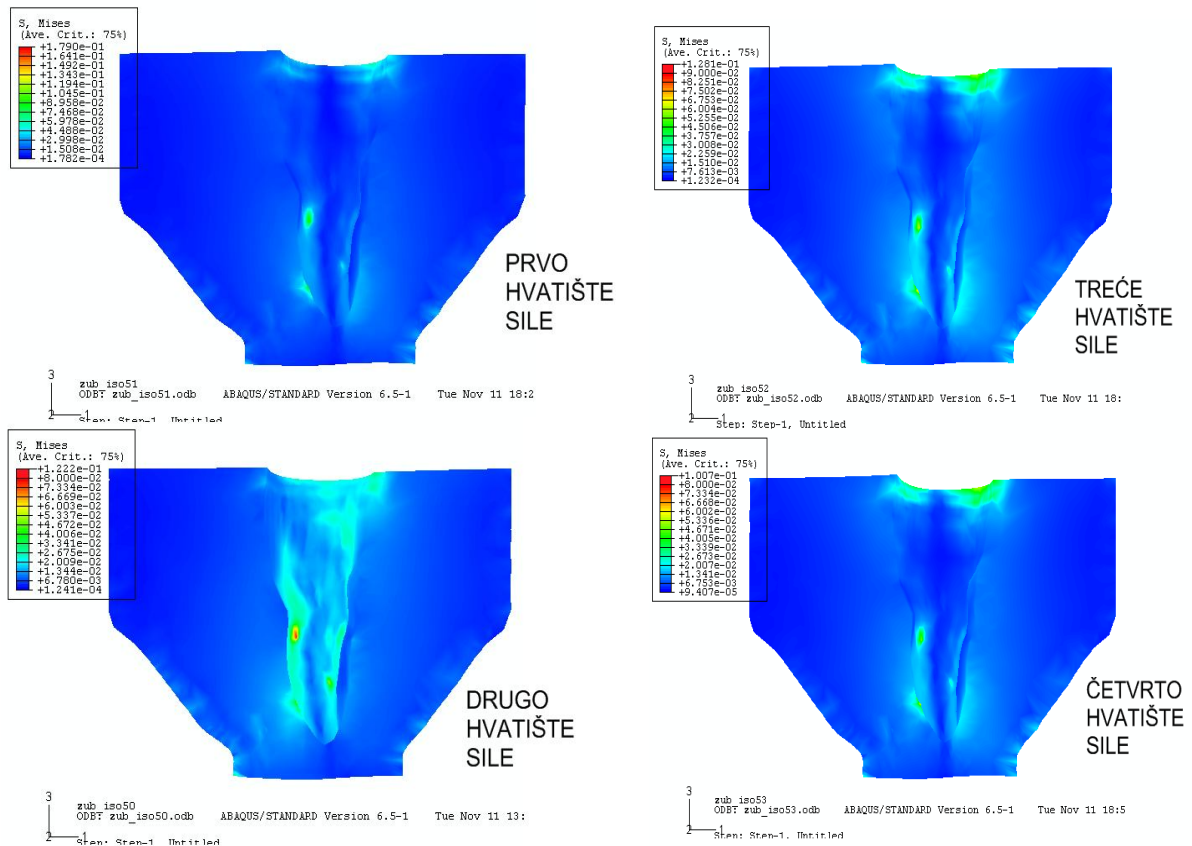 S, Mises
(Ave. Crit.: 75%)
+1.790e-01
+1.641e-01
+1.492e-01
+1.343e-01
+1.194e-01
+1.045e-01
+8.958e-02
+7.468e-02
+5.978e-02
+4.488e-02
+2.998e-02
+1.508e-02
+1.782e-04
PRVO
HVATIŠTE
SILE
3
2
1
zub_iso51
ODB: zub_iso51.odb ABAQUS/STANDARD Version 6.5-1 Tue Nov 11 18:2
Step: Step-1, Untitled
S, Mises
(Ave. Crit.: 75%)
+1.281e-01
+9.000e-02
+8.251e-02
+7.502e-02
+6.753e-02
+6.004e-02
+5.255e-02
+4.506e-02
+3.757e-02
+3.008e-02
+2.259e-02
+1.510e-02
+7.613e-03
+1.232e-04
TREĆE
HVATIŠTE
SILE
3
2
1
zub_iso52
ODB: zub_iso52.odb ABAQUS/STANDARD Version 6.5-1 Tue Nov 11 18:
Step: Step-1, Untitled
S, Mises
(Ave. Crit.: 75%)
+1.222e-01
+8.000e-02
+7.334e-02
+6.669e-02
+6.003e-02
+5.337e-02
+4.672e-02
+4.006e-02
+3.341e-02
+2.675e-02
+2.009e-02
+1.344e-02
+6.780e-03
+1.241e-04
DRUGO
HVATIŠTE
SILE
3
2
1
zub_iso50
ODB: zub_iso50.odb ABAQUS/STANDARD Version 6.5-1 Tue Nov 11 13:
Step: Step-1, Untitled
S, Mises
(Ave. Crit.: 75%)
+1.007e-01
+8.000e-02
+7.334e-02
+6.668e-02
+6.002e-02
+5.336e-02
+4.671e-02
+4.005e-02
+3.339e-02
+2.673e-02
+2.007e-02
+1.341e-02
+6.753e-03
+9.407e-05
ČETVRTO
HVATIŠTE
SILE
3
2
1
zub_iso53
ODB: zub_iso53.odb ABAQUS/STANDARD Version 6.5-1 Tue Nov 11 18:5
Step: Step-1, Untitled